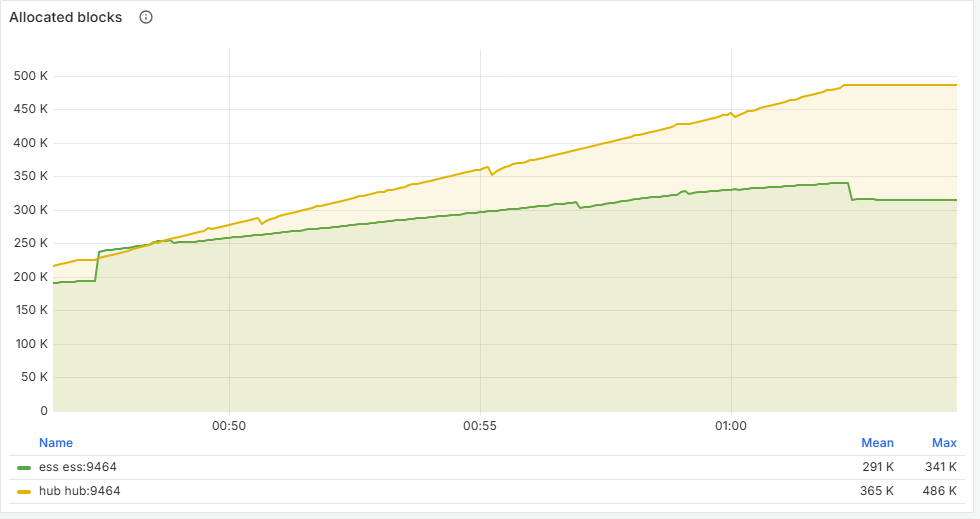 Allocated blocks
500 K
450 K
400 K
350 K
300 K
250 K
200 K
150 K
100 K
50 K
0
00:50 00:55 01:00
Name Mean Max
ess ess:9464 291 K 341 K
hub hub:9464 365 K 486 K